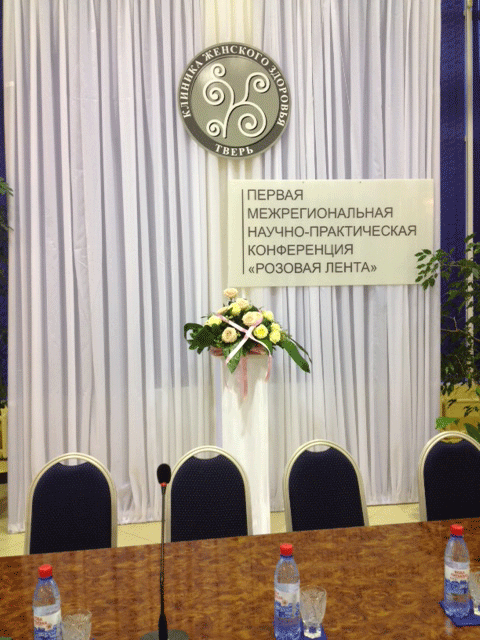 КЛИНИКА ЖЕНСКОГО ЗДОРОВЬЯ
ТВЕРЬ
ПЕРВАЯ
МЕЖРЕГИОНАЛЬНАЯ
НАУЧНО-ПРАКТИЧЕСКАЯ
КОНФЕРЕНЦИЯ
«РОЗОВАЯ ЛЕНТА»